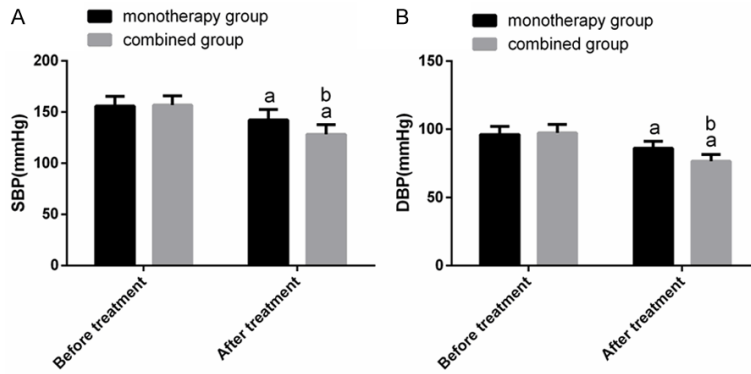 A
monotherapy group
combined group
SBP(mmHg)
200
150
100
50
0
a
b
a
Before treatment
After treatment
B
monotherapy group
combined group
DBP(mmHg)
150
100
50
0
a
b
a
Before treatment
After treatment